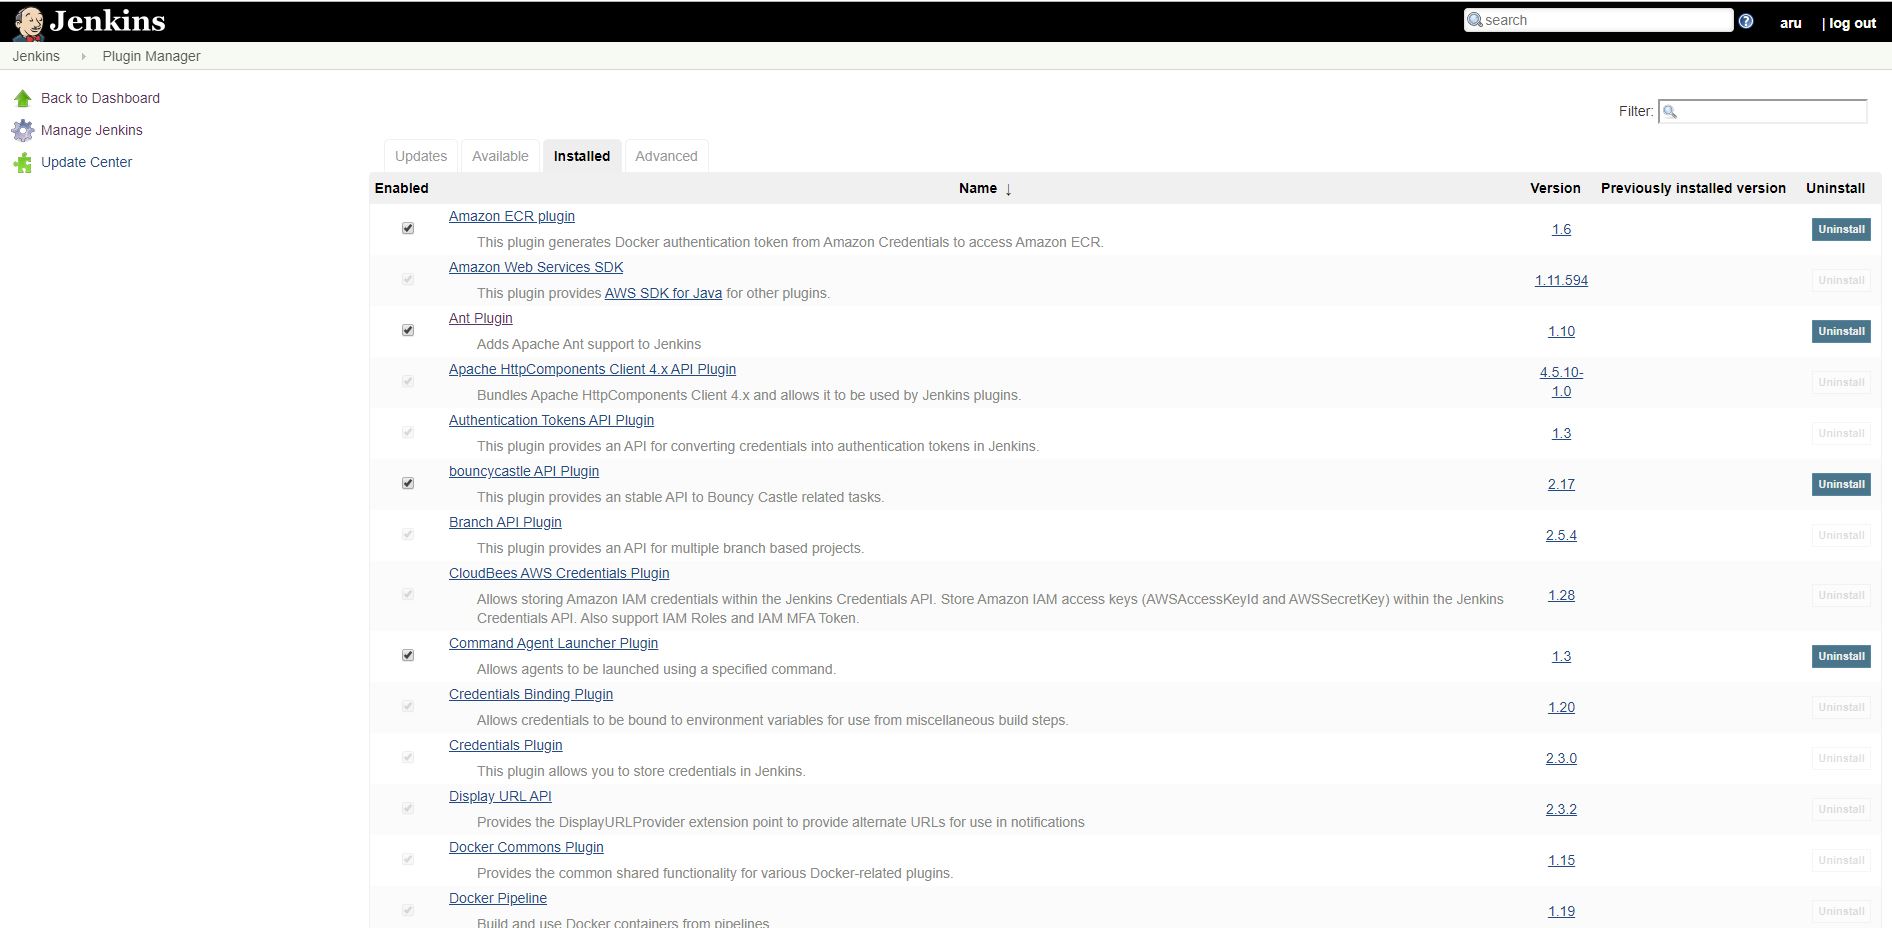 Jenkins
search
aru
| log out
Jenkins
Plugin Manager
Back to Dashboard
Manage Jenkins
Update Center
Filter:
Updates
Available
Installed
Advanced
Enabled
Name ↓
Version
Previously installed version
Uninstall
Amazon ECR plugin
This plugin generates Docker authentication token from Amazon Credentials to access Amazon ECR.
1.6
Uninstall
Amazon Web Services SDK
This plugin provides AWS SDK for Java for other plugins.
1.11.594
Uninstall
Ant Plugin
Adds Apache Ant support to Jenkins
1.10
Uninstall
Apache HttpComponents Client 4.x API Plugin
Bundles Apache HttpComponents Client 4.x and allows it to be used by Jenkins plugins.
4.5.10-
1.0
Uninstall
Authentication Tokens API Plugin
This plugin provides an API for converting credentials into authentication tokens in Jenkins.
1.3
Uninstall
bouncycastle API Plugin
This plugin provides an stable API to Bouncy Castle related tasks.
2.17
Uninstall
Branch API Plugin
This plugin provides an API for multiple branch based projects.
2.5.4
Uninstall
CloudBees AWS Credentials Plugin
Allows storing Amazon IAM credentials within the Jenkins Credentials API. Store Amazon IAM access keys (AWSAccessKeyId and AWSSecretKey) within the Jenkins
Credentials API. Also support IAM Roles and IAM MFA Token.
1.28
Uninstall
Command Agent Launcher Plugin
Allows agents to be launched using a specified command.
1.3
Uninstall
Credentials Binding Plugin
Allows credentials to be bound to environment variables for use from miscellaneous build steps.
1.20
Uninstall
Credentials Plugin
This plugin allows you to store credentials in Jenkins.
2.3.0
Uninstall
Display URL API
Provides the DisplayURLProvider extension point to provide alternate URLs for use in notifications
2.3.2
Uninstall
Docker Commons Plugin
Provides the common shared functionality for various Docker-related plugins.
1.15
Uninstall
Docker Pipeline
Build and use Docker containers from pipelines
1.19
Uninstall